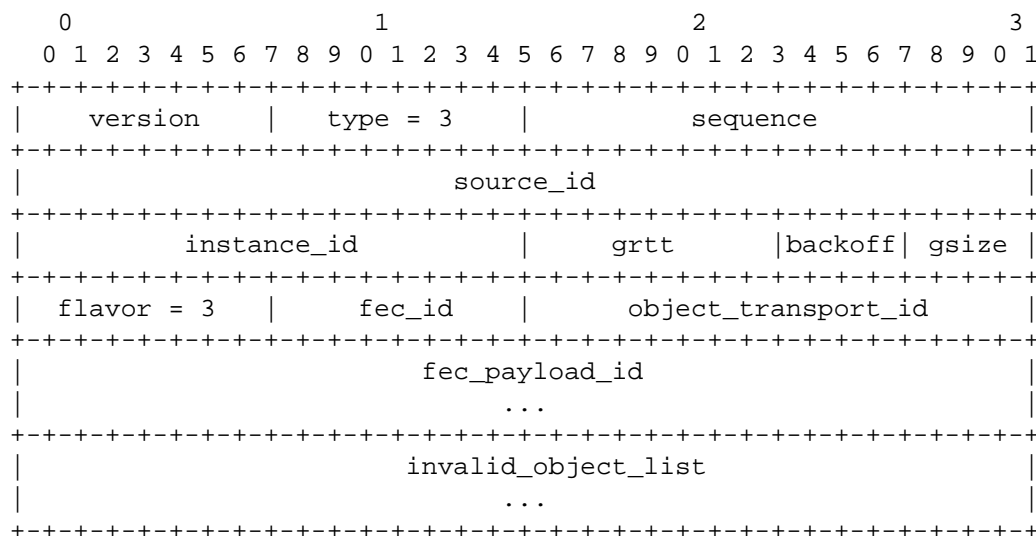 0 1 2 3
0 1 2 3 4 5 6 7 8 9 0 1 2 3 4 5 6 7 8 9 0 1 2 3 4 5 6 7 8 9 0 1
+-+-+-+-+-+-+-+-+-+-+-+-+-+-+-+-+-+-+-+-+-+-+-+-+-+-+-+-+-+-+-+-+
| version | type = 3 | sequence |
+-+-+-+-+-+-+-+-+-+-+-+-+-+-+-+-+-+-+-+-+-+-+-+-+-+-+-+-+-+-+-+-+
| source_id |
+-+-+-+-+-+-+-+-+-+-+-+-+-+-+-+-+-+-+-+-+-+-+-+-+-+-+-+-+-+-+-+-+
| instance_id | grtt |backoff| gsize |
+-+-+-+-+-+-+-+-+-+-+-+-+-+-+-+-+-+-+-+-+-+-+-+-+-+-+-+-+-+-+-+-+
| flavor = 3 | fec_id | object_transport_id |
+-+-+-+-+-+-+-+-+-+-+-+-+-+-+-+-+-+-+-+-+-+-+-+-+-+-+-+-+-+-+-+-+
| fec_payload_id |
| ... |
+-+-+-+-+-+-+-+-+-+-+-+-+-+-+-+-+-+-+-+-+-+-+-+-+-+-+-+-+-+-+-+-+
| invalid_object_list |
| ... |
+-+-+-+-+-+-+-+-+-+-+-+-+-+-+-+-+-+-+-+-+-+-+-+-+-+-+-+-+-+-+-+-+